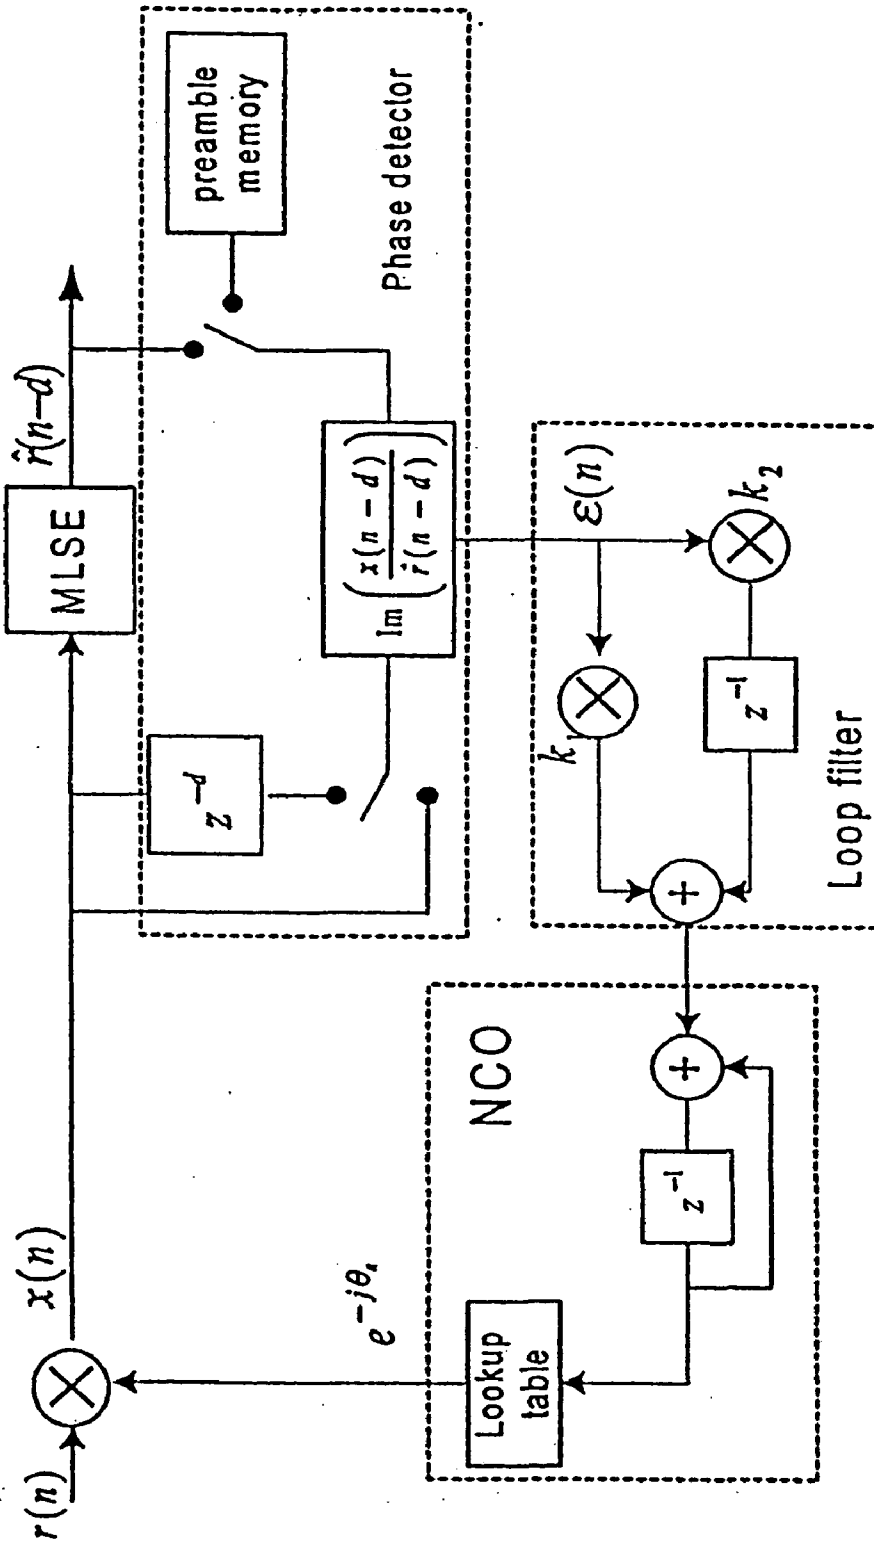 r(n)
x(n)
MLSE
r̂(n−d)
z⁻ᵈ
preamble
memory
Im ( x(n − d) / r̂(n − d) )
Phase detector
e^(−jθₙ)
ε(n)
Lookup
table
NCO
z⁻¹
+
+
k₁
k₂
z⁻¹
Loop filter